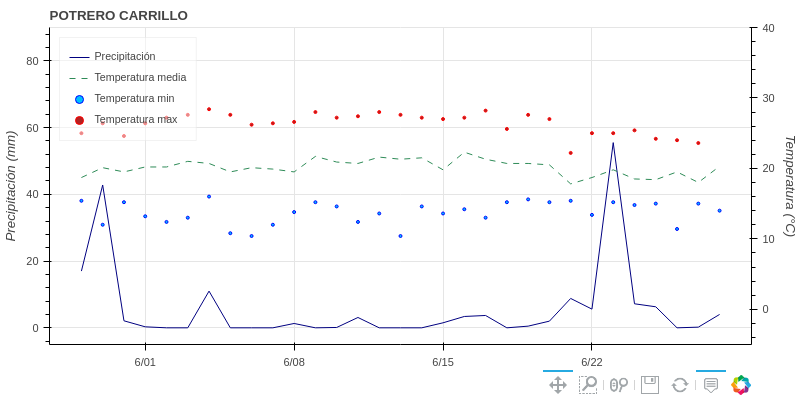 POTRERO CARRILLO
Precipitación
Temperatura media
Temperatura min
Temperatura max
Precipitación (mm)
80
60
40
20
0
40
30
20
10
0
Temperatura (°C)
6/01
6/08
6/15
6/22